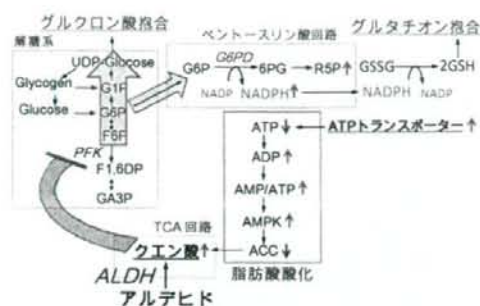 グルクロン酸抱合
解糖系
UDP-Glucose
Glycogen
G1P
Glucose
G6P
F6P
PFK
F1,6DP
GA3P
ペントースリン酸回路
G6PD
G6P
6PG
R5P↑
NADP
NADPH↑
グルタチオン抱合
GSSG
2GSH
NADPH
NADP
ATP↓
ATPトランスポーター↑
ADP↑
AMP/ATP↑
AMPK↑
ACC↓
脂肪酸酸化
TCA回路
クエン酸↑
ALDH
アルデヒド